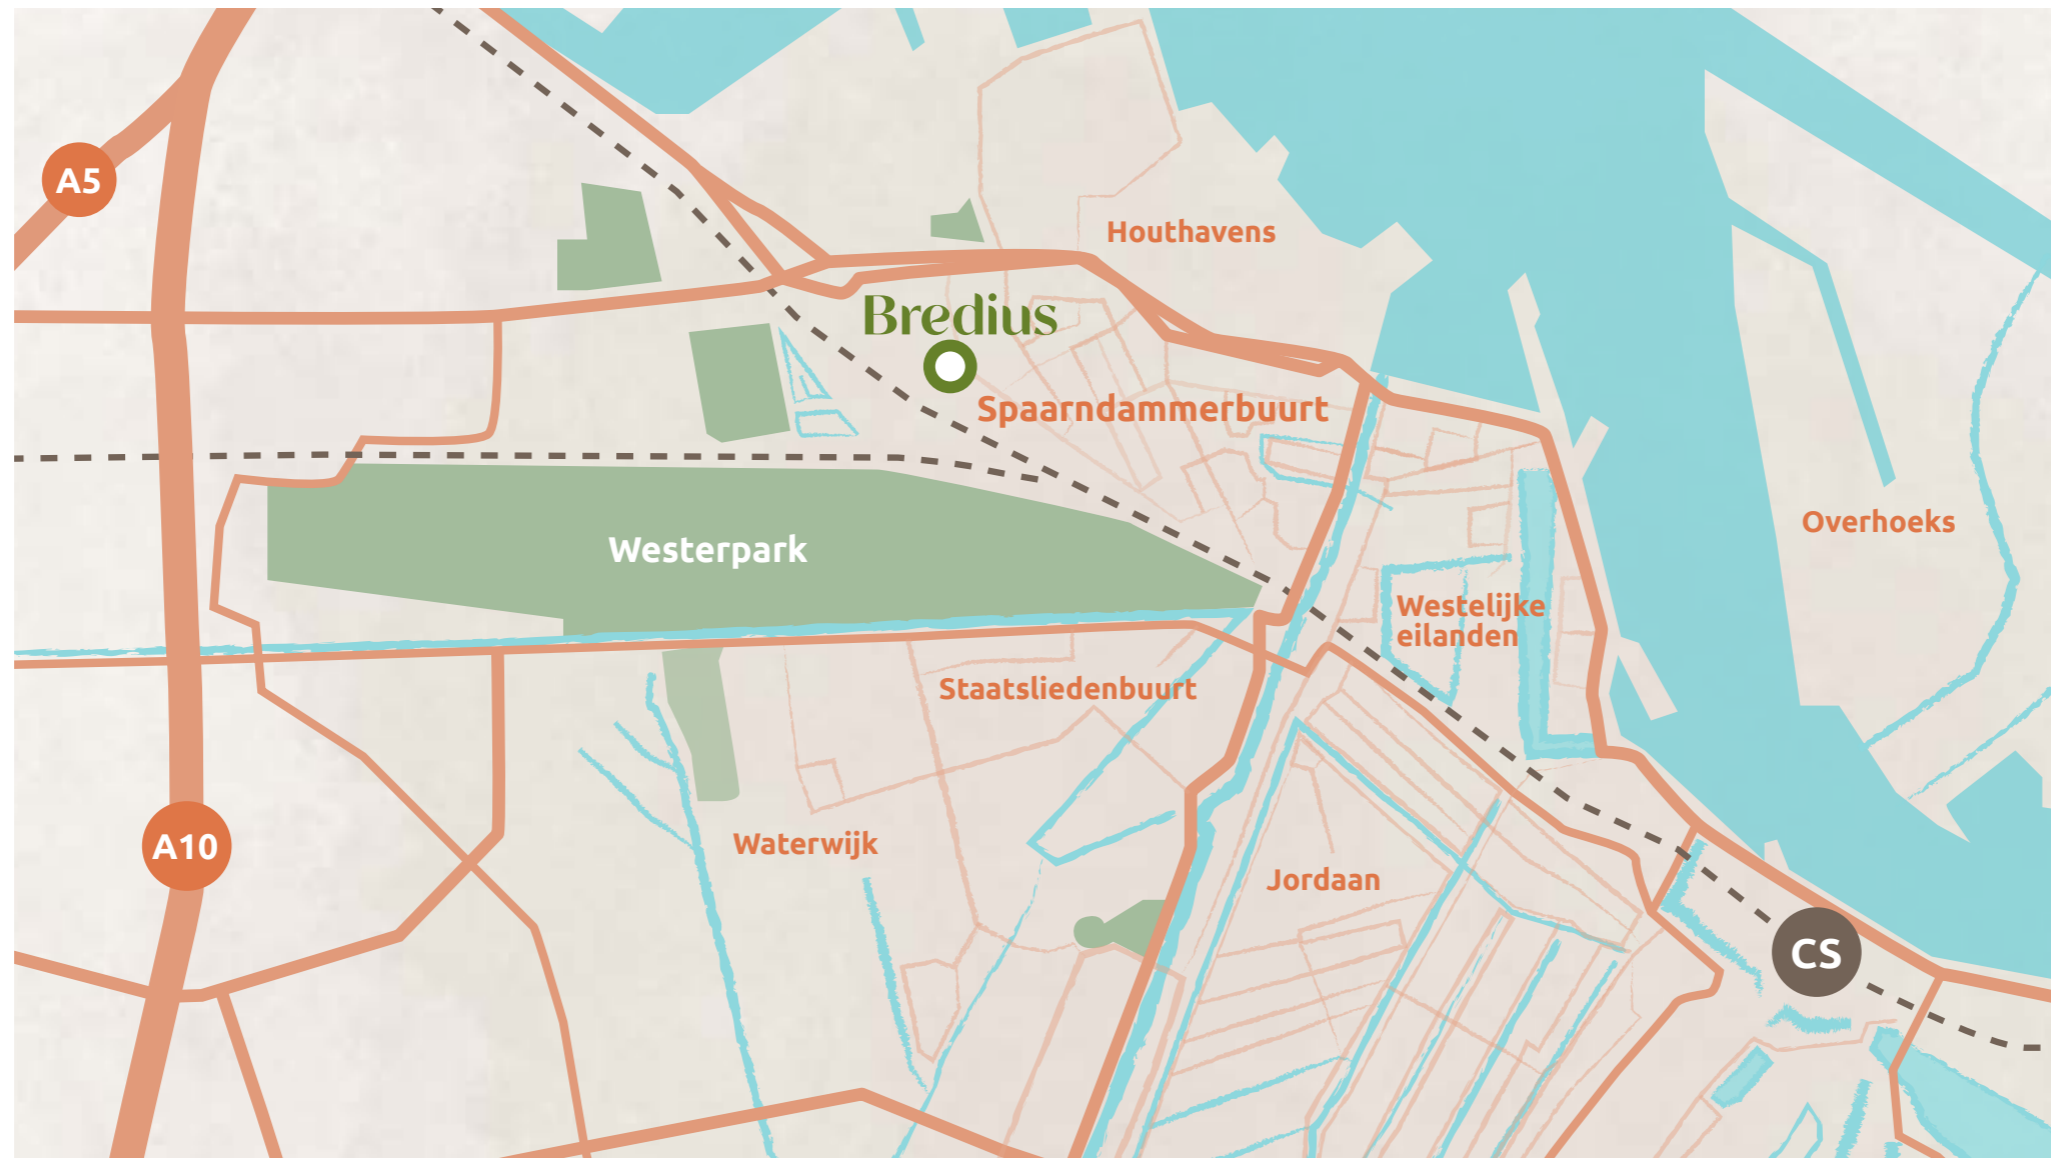 A5
Houthavens
Bredius
Spaarndammerbuurt
Overhoeks
Westerpark
Westelijke
eilanden
Staatsliedenbuurt
A10
Waterwijk
Jordaan
CS